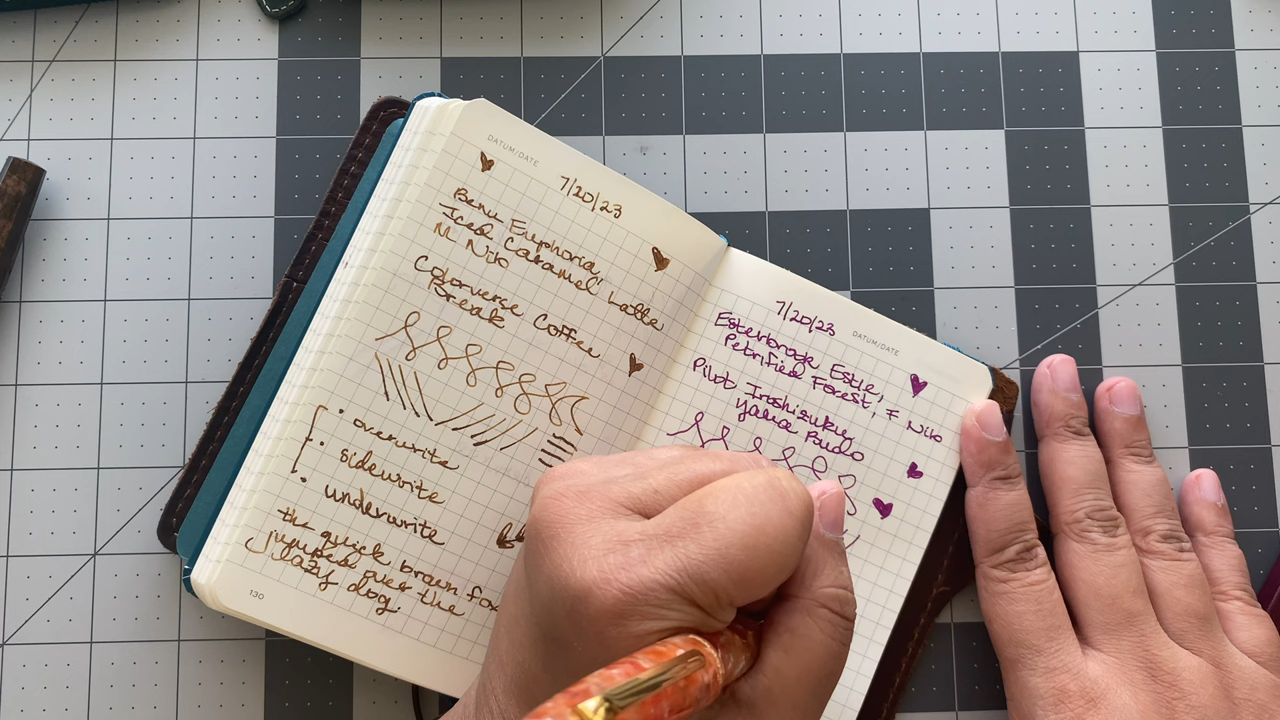 DATUM/DATE
7/20/23
Benu Euphoria,
Iced Caramel Latte
M Nib
Colorverse Coffee
Break
overwrite
sidewrite
underwrite
the quick brown fox
jumped over the
lazy dog.
130
7/20/23
DATUM/DATE
Esterbrook Estie,
Petrified Forest, F Nib
Pilot Iroshizuku
yama budo